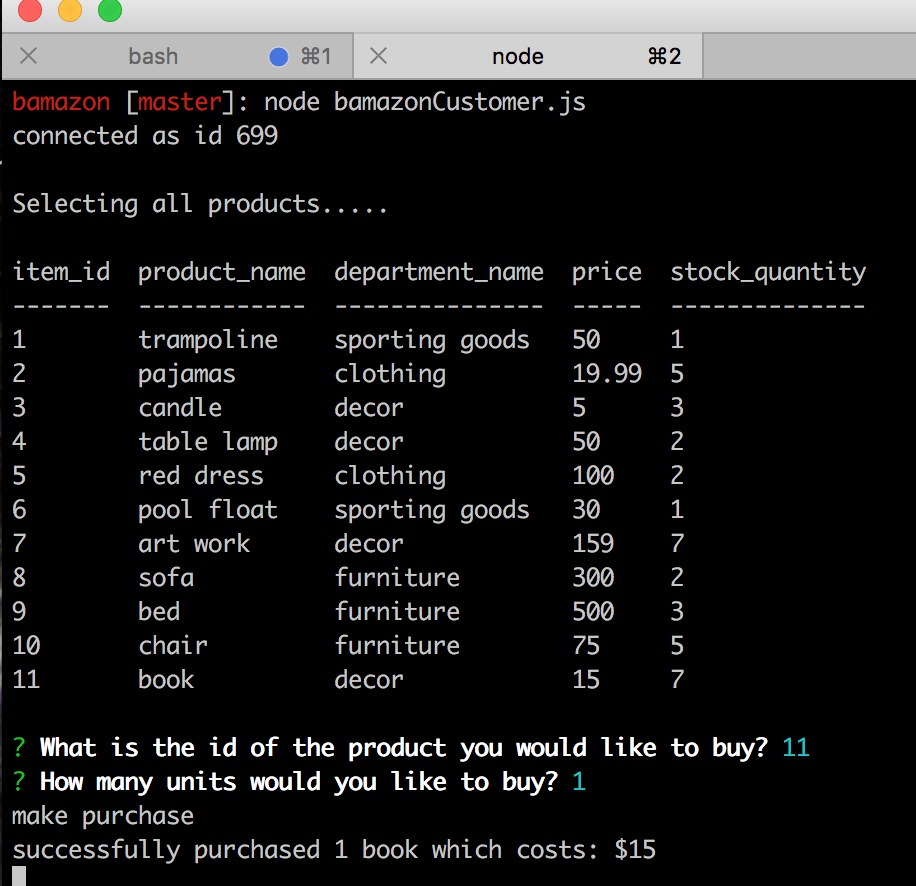 bash ⌘1 node ⌘2
bamazon [master]: node bamazonCustomer.js
connected as id 699
Selecting all products.....
item_id  product_name  department_name  price  stock_quantity
-------  ------------  ---------------  -----  --------------
1        trampoline    sporting goods   50     1
2        pajamas       clothing         19.99  5
3        candle        decor            5      3
4        table lamp    decor            50     2
5        red dress     clothing         100    2
6        pool float    sporting goods   30     1
7        art work      decor            159    7
8        sofa          furniture        300    2
9        bed           furniture        500    3
10       chair         furniture        75     5
11       book          decor            15     7
? What is the id of the product you would like to buy? 11
? How many units would you like to buy? 1
make purchase
successfully purchased 1 book which costs: $15